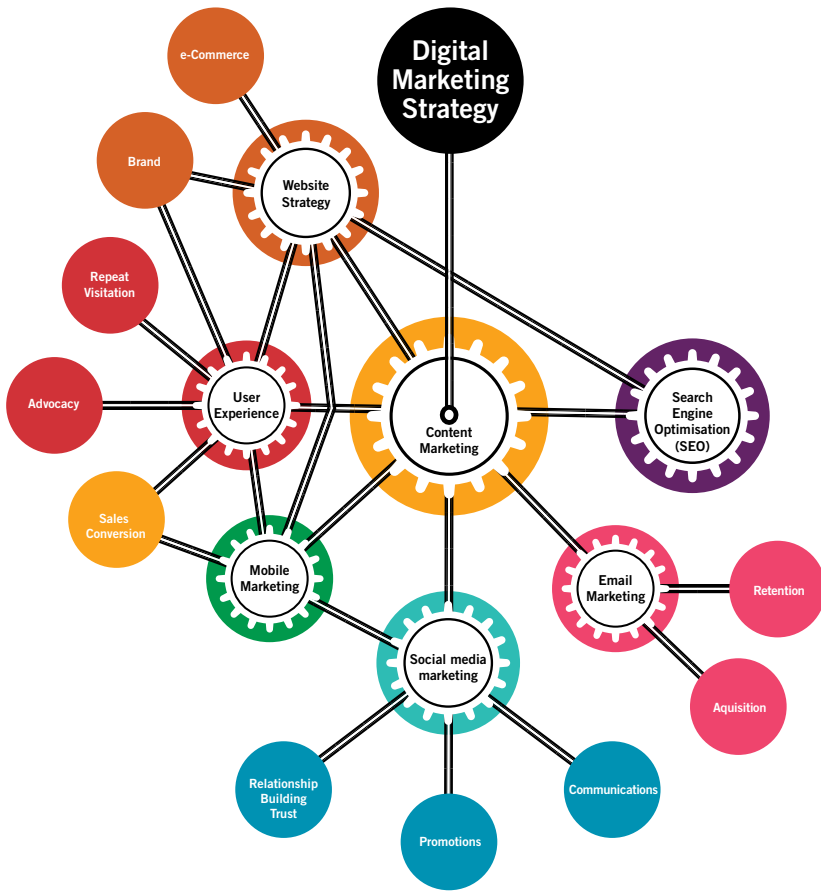 Digital
Marketing
Strategy
e-Commerce
Brand
Website
Strategy
Repeat
Visitation
Advocacy
User
Experience
Content
Marketing
Search
Engine
Optimisation
(SEO)
Sales
Conversion
Mobile
Marketing
Email
Marketing
Retention
Aquisition
Social media
marketing
Relationship
Building
Trust
Promotions
Communications